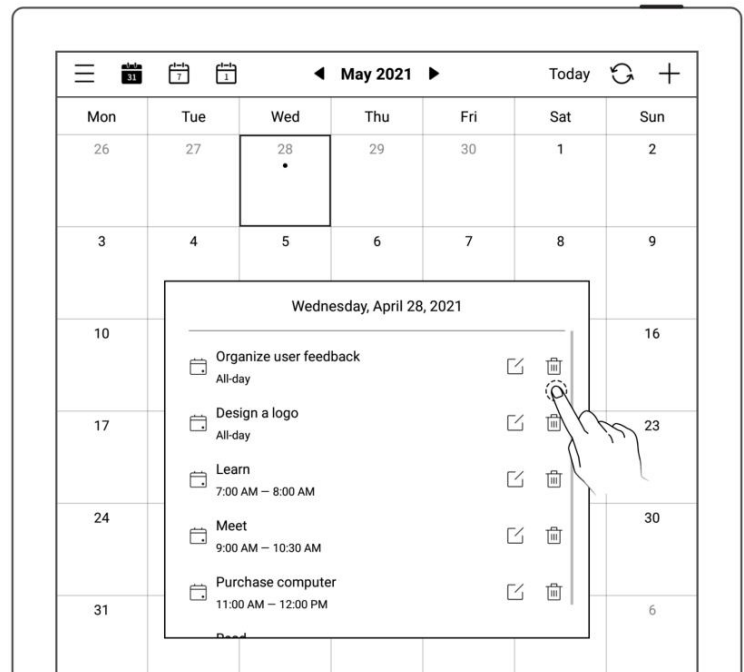 31 7 1 May 2021 Today
Mon Tue Wed Thu Fri Sat Sun
26 27 28 29 30 1 2
3 4 5 6 7 8 9
Wednesday, April 28, 2021
10 16
Organize user feedback
All-day
Design a logo
All-day
17 23
Learn
7:00 AM — 8:00 AM
24 30
Meet
9:00 AM — 10:30 AM
Purchase computer
11:00 AM — 12:00 PM
31 6